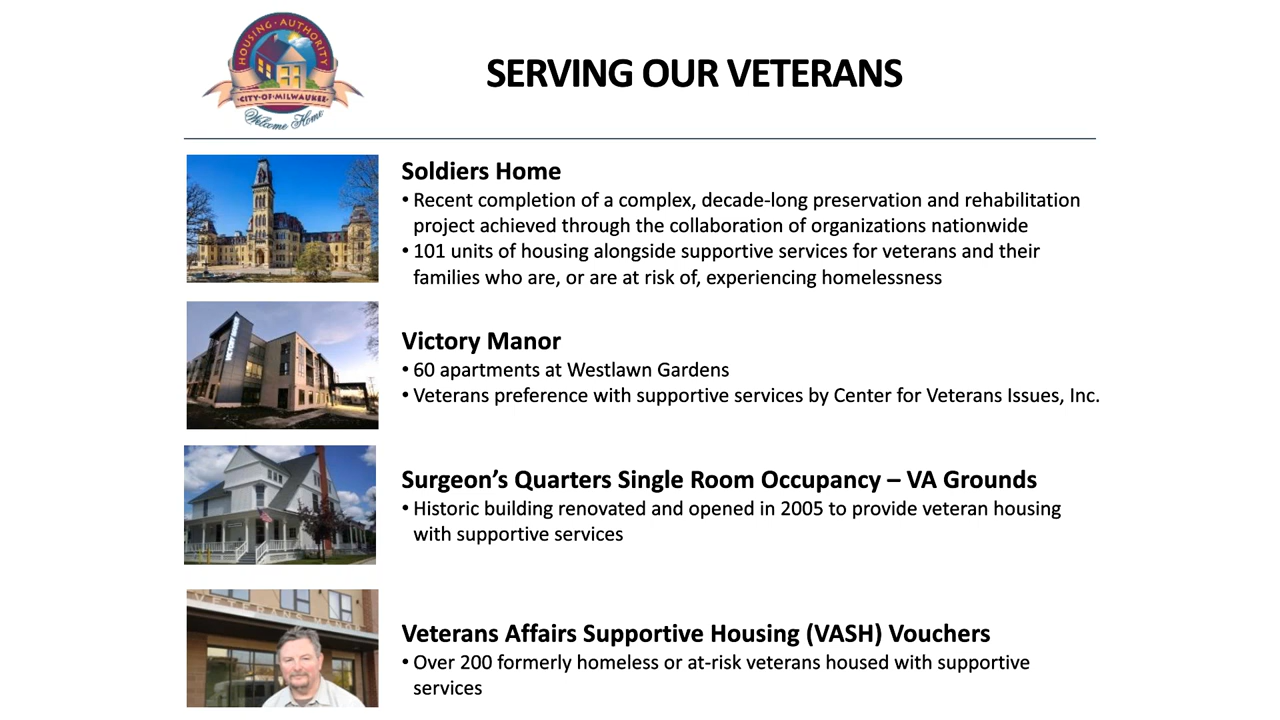 HOUSING · AUTHORITY
·CITY·OF·MILWAUKEE·
Welcome Home
SERVING OUR VETERANS
Soldiers Home
• Recent completion of a complex, decade-long preservation and rehabilitation
project achieved through the collaboration of organizations nationwide
• 101 units of housing alongside supportive services for veterans and their
families who are, or are at risk of, experiencing homelessness
Victory Manor
• 60 apartments at Westlawn Gardens
• Veterans preference with supportive services by Center for Veterans Issues, Inc.
Surgeon’s Quarters Single Room Occupancy – VA Grounds
• Historic building renovated and opened in 2005 to provide veteran housing
with supportive services
VETERANS
Veterans Affairs Supportive Housing (VASH) Vouchers
• Over 200 formerly homeless or at-risk veterans housed with supportive
services